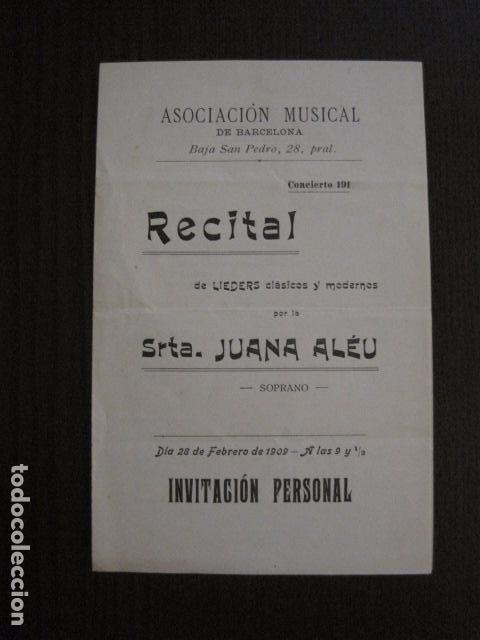 ASOCIACIÓN MUSICAL
DE BARCELONA
Baja San Pedro, 28, pral.
Concierto 191
Recital
de LIEDERS clásicos y modernos
por la
Srta. JUANA ALÉU
— SOPRANO —
Día 28 de Febrero de 1909 – A las 9 y 1/2
INVITACIÓN PERSONAL
todocoleccion.net